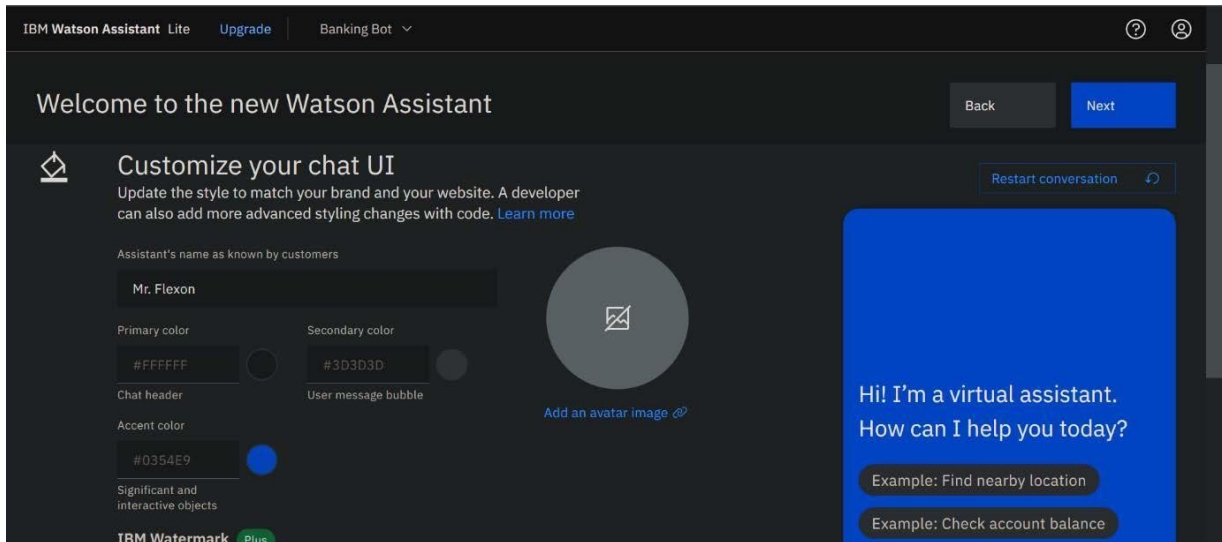 IBM Watson Assistant Lite Upgrade Banking Bot
Welcome to the new Watson Assistant
Back
Next
Customize your chat UI
Update the style to match your brand and your website. A developer
can also add more advanced styling changes with code. Learn more
Restart conversation
Assistant's name as known by customers
Mr. Flexon
Primary color
Secondary color
#FFFFFF
#3D3D3D
Chat header
User message bubble
Add an avatar image
Accent color
#0354E9
Significant and
interactive objects
IBM Watermark Plus
Hi! I'm a virtual assistant.
How can I help you today?
Example: Find nearby location
Example: Check account balance